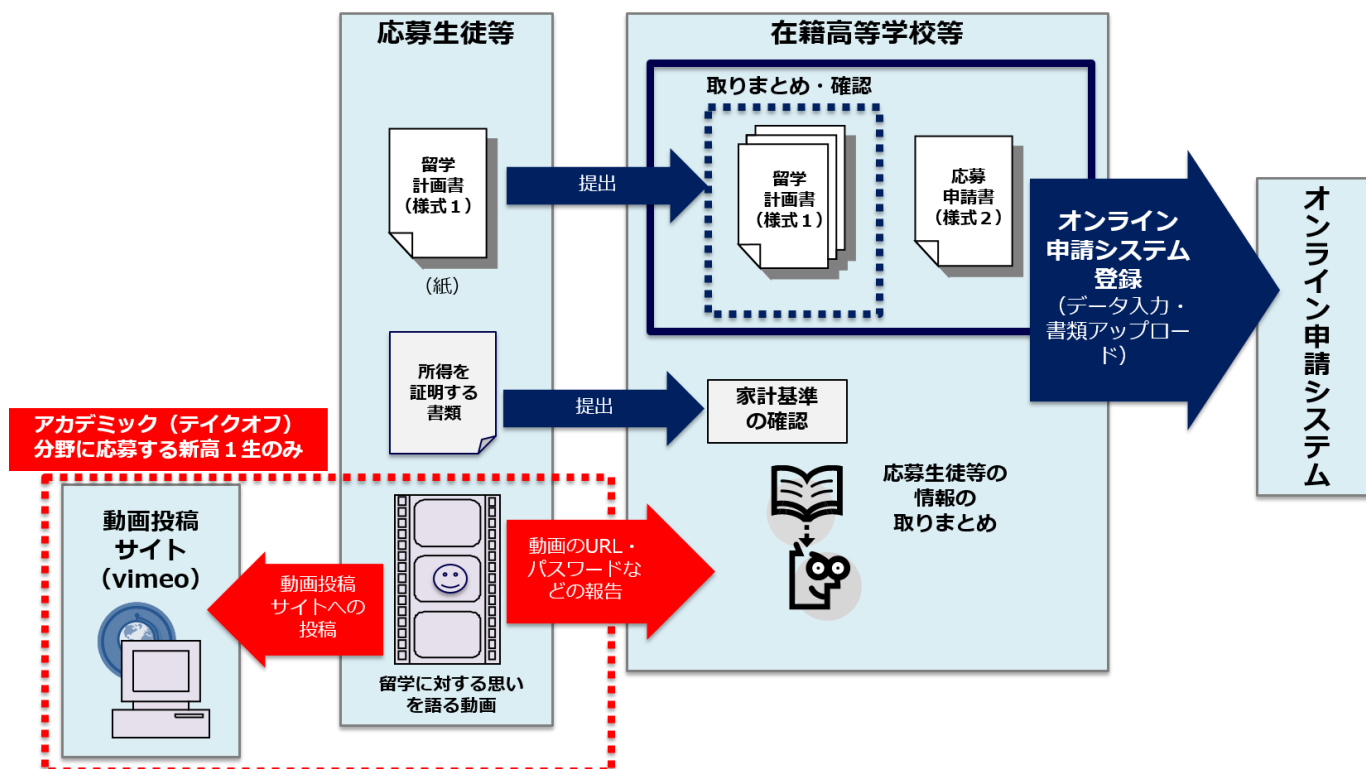 応募生徒等
在籍高等学校等
取りまとめ・確認
留学
計画書
（様式１）
（紙）
提出
留学
計画書
（様式１）
応募
申請書
（様式２）
オンライン
申請システム
登録
（データ入力・
書類アップロー
ド）
オンライン申請システム
所得を
証明する
書類
提出
家計基準
の確認
アカデミック（テイクオフ）
分野に応募する新高１生のみ
動画投稿
サイト
（vimeo）
動画投稿
サイトへの
投稿
動画のURL・
パスワードな
どの報告
応募生徒等の
情報の
取りまとめ
留学に対する思い
を語る動画